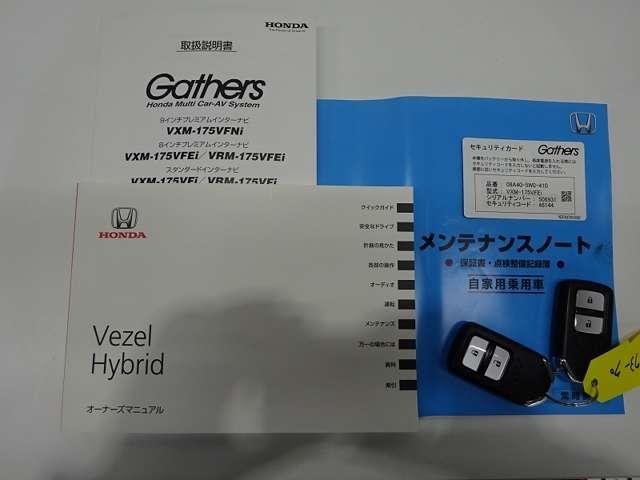 HONDA
取扱説明書
Gathers
Honda Multi Car-AV System
9インチプレミアムインターナビ
VXM-175VFNi
8インチプレミアムインターナビ
VXM-175VFEi／VRM-175VFEi
スタンダードインターナビ
VXM-175VFi／VRM-175VFi
HONDA
Vezel
Hybrid
オーナーズマニュアル
クイックガイド
安全なドライブ
計器の見かた
各部の操作
オーディオ
運転
メンテナンス
万一の場合には
資料
索引
セキュリティカード
Gathers
品番 : 08A40-5W0-410
型式 : VXM-175VFEi
シリアルナンバー :
セキュリティコード : 46144
メンテナンスノート
● 保証書・点検整備記録簿 ●
自家用乗用車